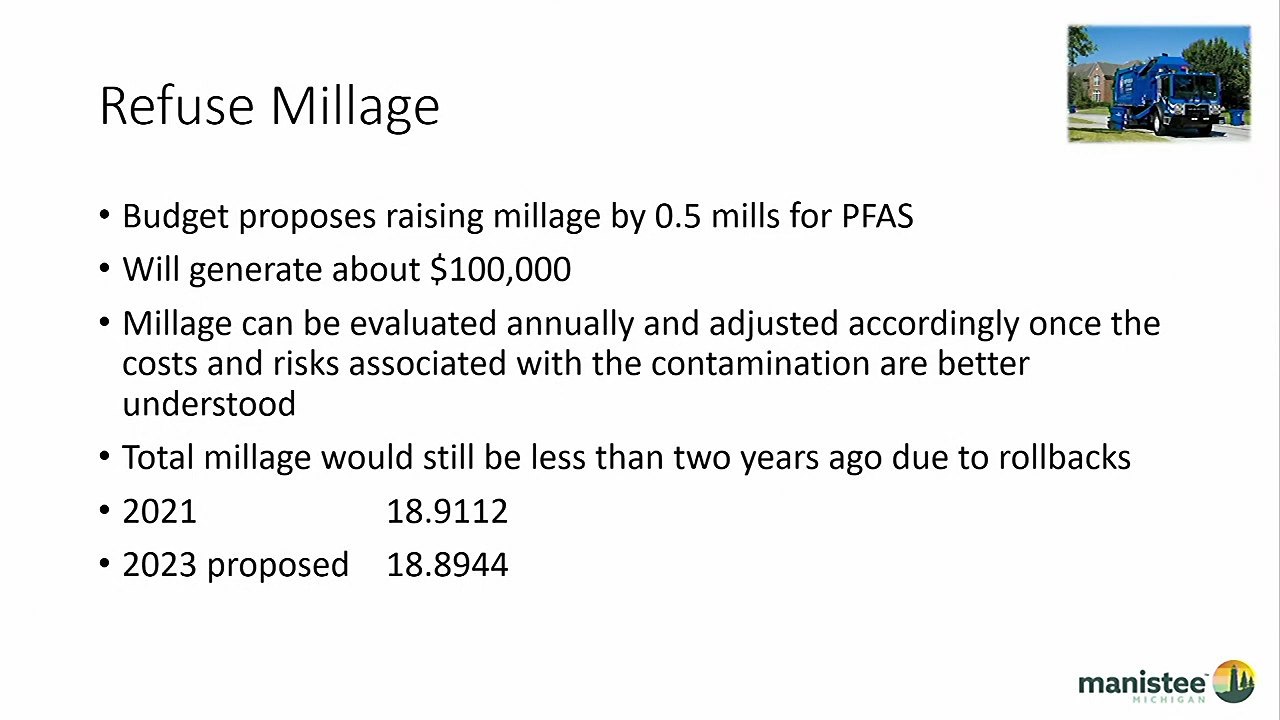 Refuse Millage
• Budget proposes raising millage by 0.5 mills for PFAS
• Will generate about $100,000
• Millage can be evaluated annually and adjusted accordingly once the
costs and risks associated with the contamination are better
understood
• Total millage would still be less than two years ago due to rollbacks
• 2021 18.9112
• 2023 proposed 18.8944
manistee
MICHIGAN